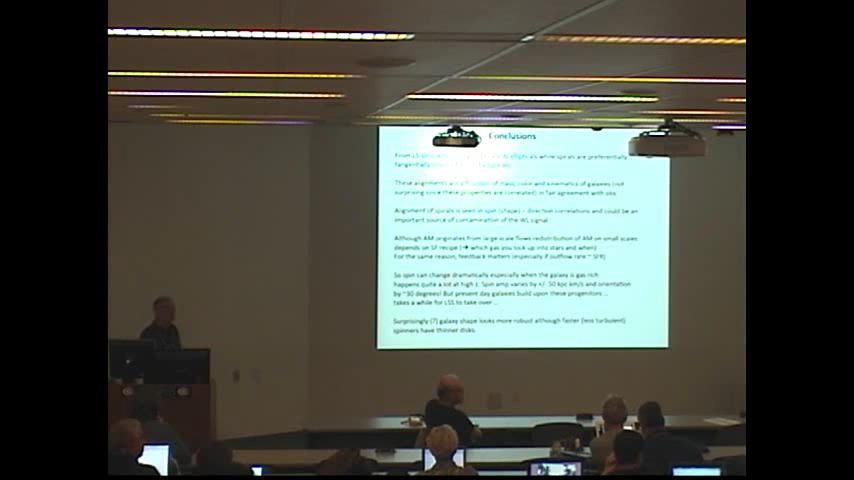 Conclusions
ellipticals while spirals are preferentially
tangentially
These alignments are a function of mass, color and kinematics of galaxies (not
surprising since these properties are correlated) in fair agreement with obs
Alignment of spirals is seen in spin (shape) – direction correlations and could be an
important source of contamination of the WL signal
Although AM originates from large scale flows redistribution of AM on small scales
depends on SF recipe (➔ which gas you lock up into stars and when)
For the same reason, feedback matters (especially if outflow rate ~ SFR)
So spin can change dramatically especially when the galaxy is gas rich
happens quite a lot at high z. Spin amp varies by +/- 50 kpc km/s and orientation
by ~30 degrees! But present day galaxies build upon these progenitors ...
takes a while for LSS to take over ...
Surprisingly (?) galaxy shape looks more robust although faster (less turbulent)
spinners have thinner disks.